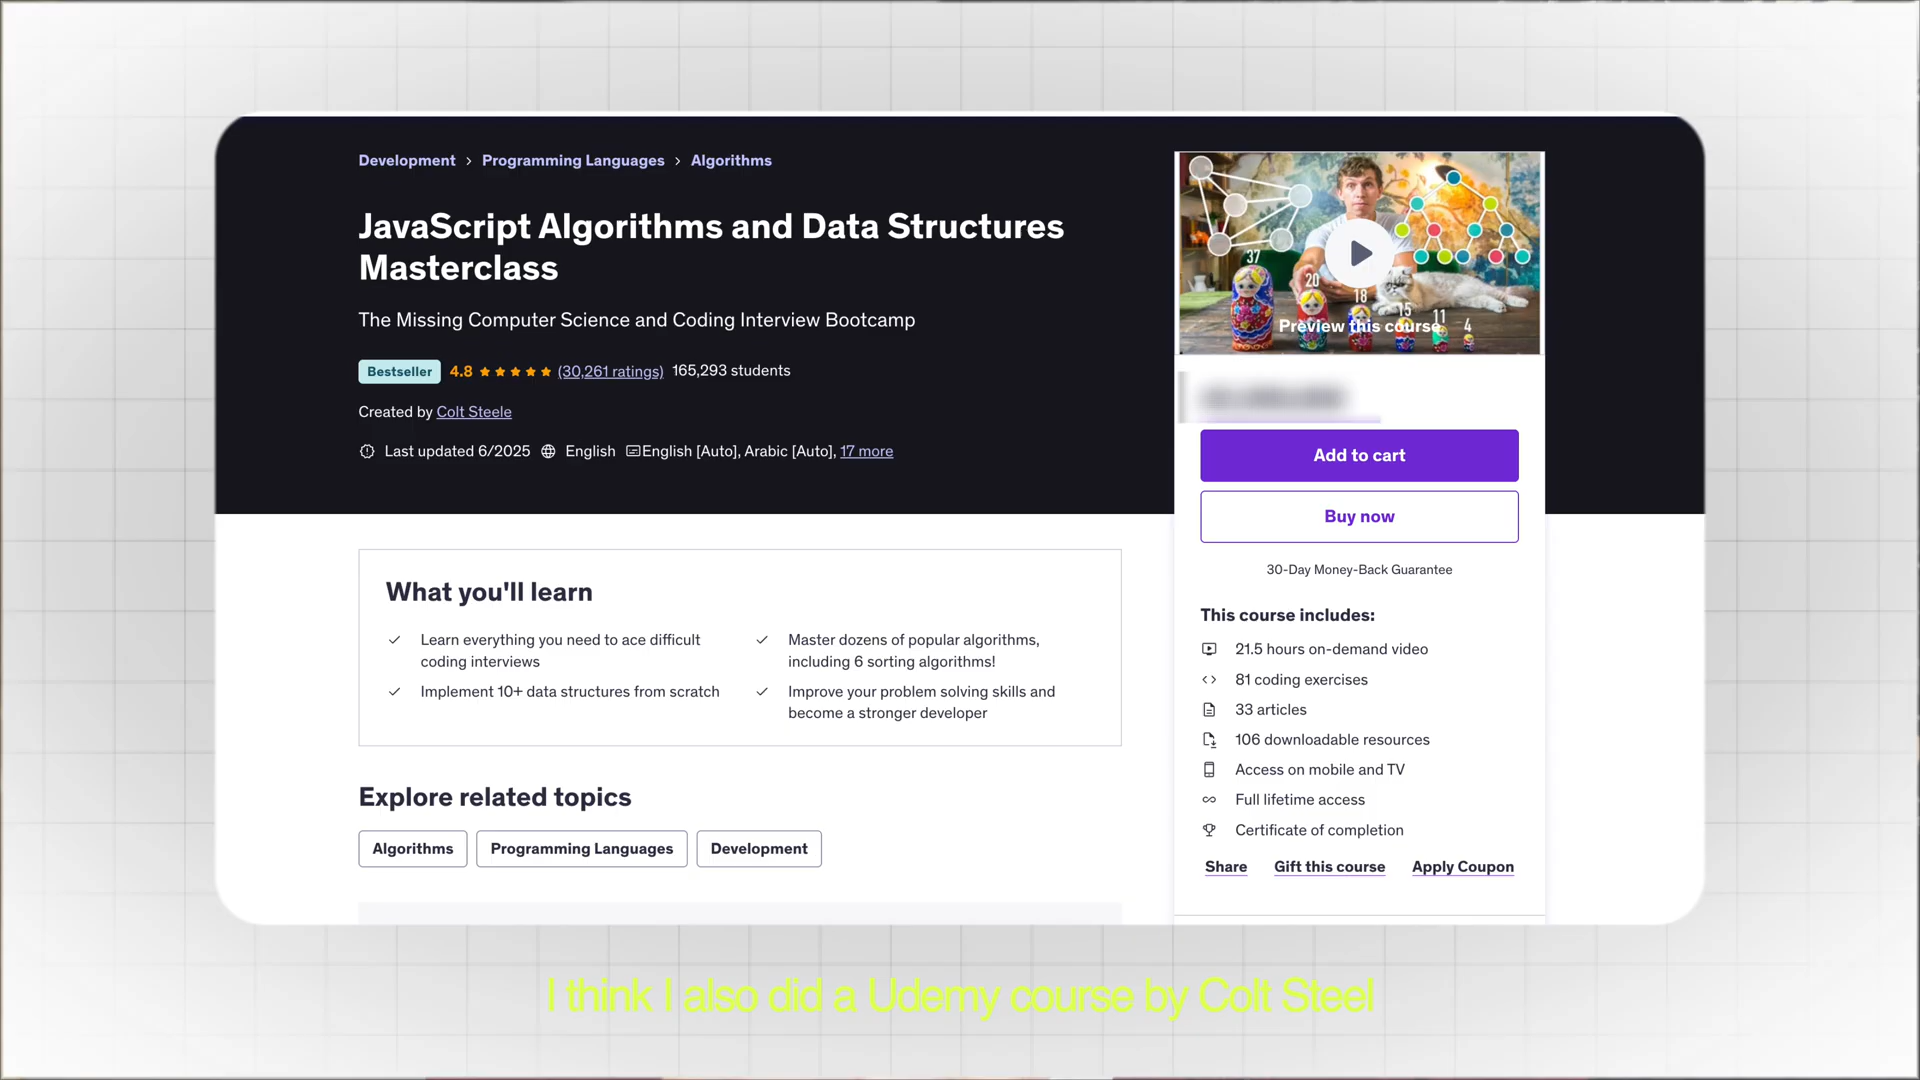 Development > Programming Languages > Algorithms
JavaScript Algorithms and Data Structures
Masterclass
The Missing Computer Science and Coding Interview Bootcamp
Bestseller 4.8 (30,261 ratings) 165,293 students
Created by Colt Steele
Last updated 6/2025 English English [Auto], Arabic [Auto], 17 more
37
20
18
15
11
4
Preview this course
Add to cart
Buy now
30-Day Money-Back Guarantee
This course includes:
21.5 hours on-demand video
81 coding exercises
33 articles
106 downloadable resources
Access on mobile and TV
Full lifetime access
Certificate of completion
Share Gift this course Apply Coupon
What you'll learn
Learn everything you need to ace difficult
coding interviews
Master dozens of popular algorithms,
including 6 sorting algorithms!
Implement 10+ data structures from scratch
Improve your problem solving skills and
become a stronger developer
Explore related topics
Algorithms Programming Languages Development
I think I also did a Udemy course by Colt Steel